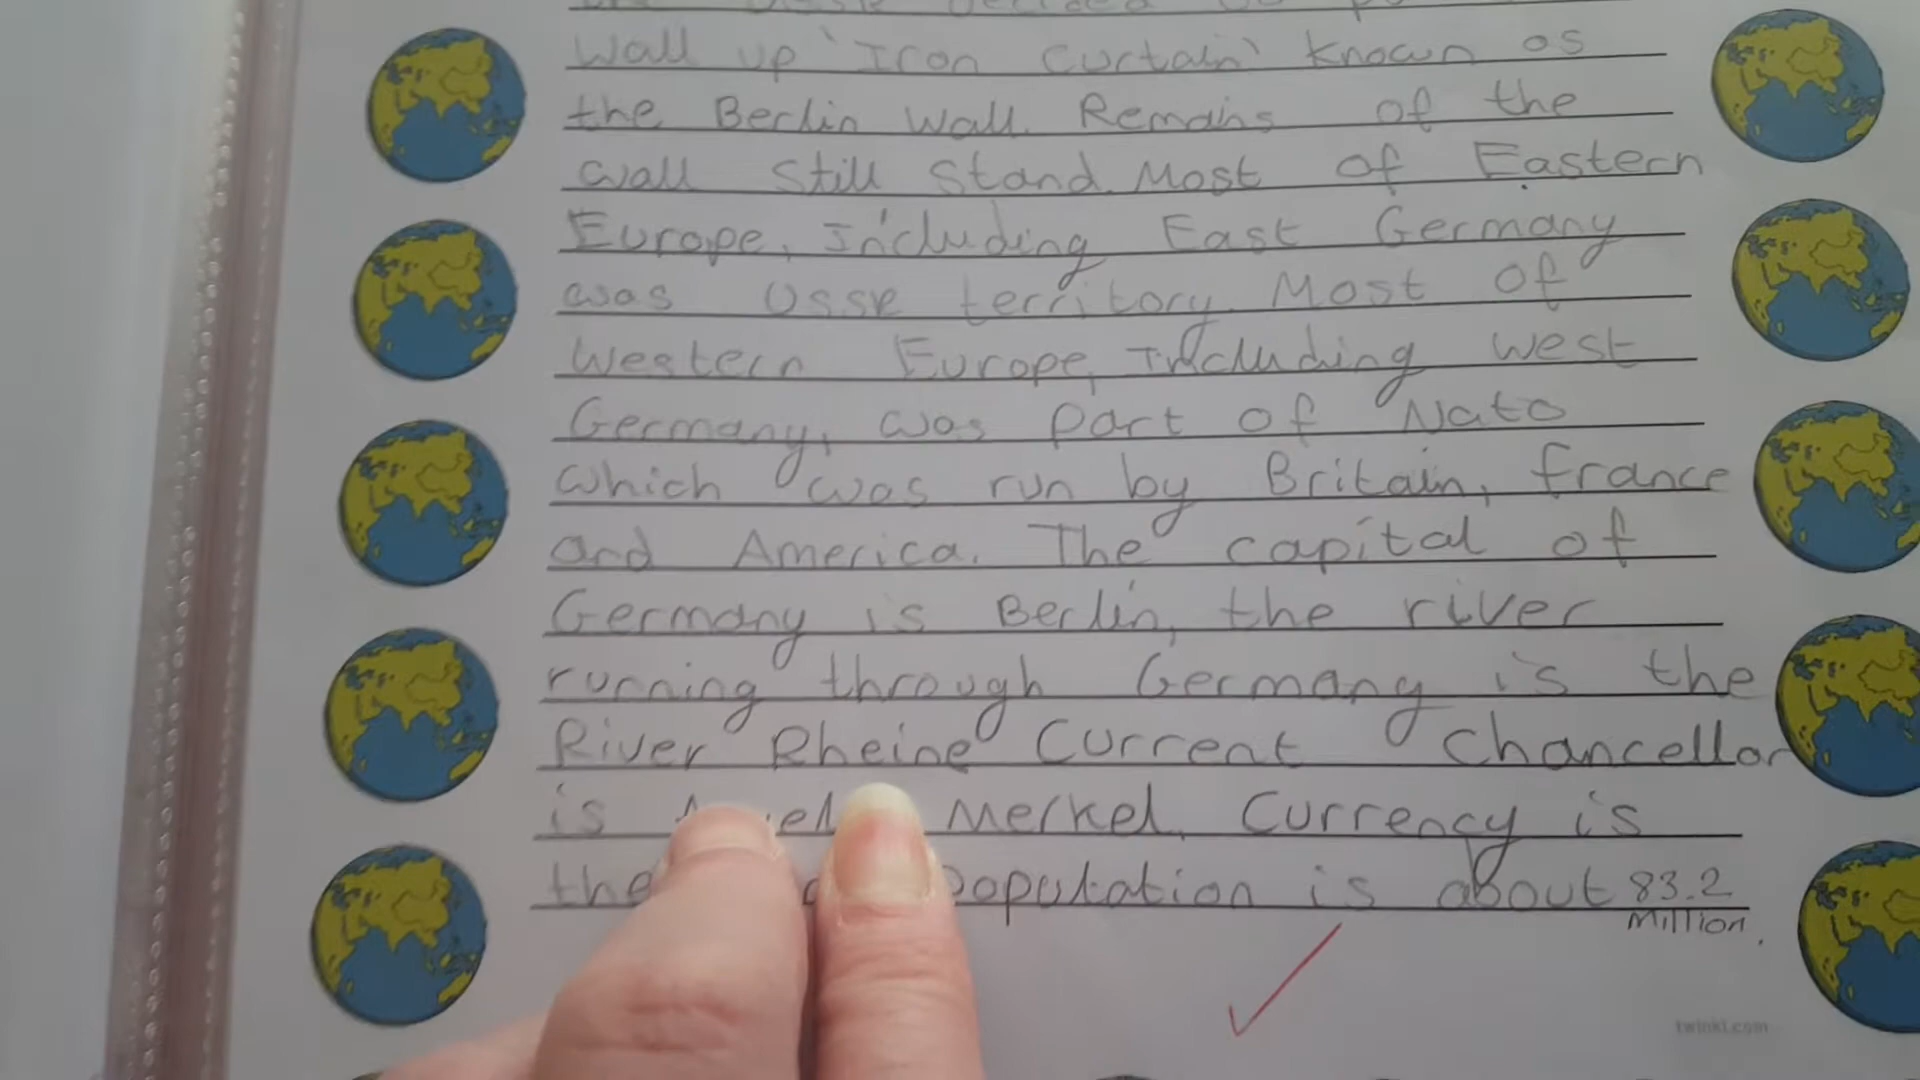 Wall up 'Iron Curtain' known as
the Berlin Wall. Remains of the
wall still stand. Most of Eastern
Europe, Including East Germany
was USSR territory. Most of
Western Europe, Including West
Germany, was part of Nato
which was run by Britain, france
and America. The capital of
Germany is Berlin, the river
running through Germany is the
River Rheine Current Chancellor
is Merkel. Currency is
the population is about 83.2
Million.
twinkl.com